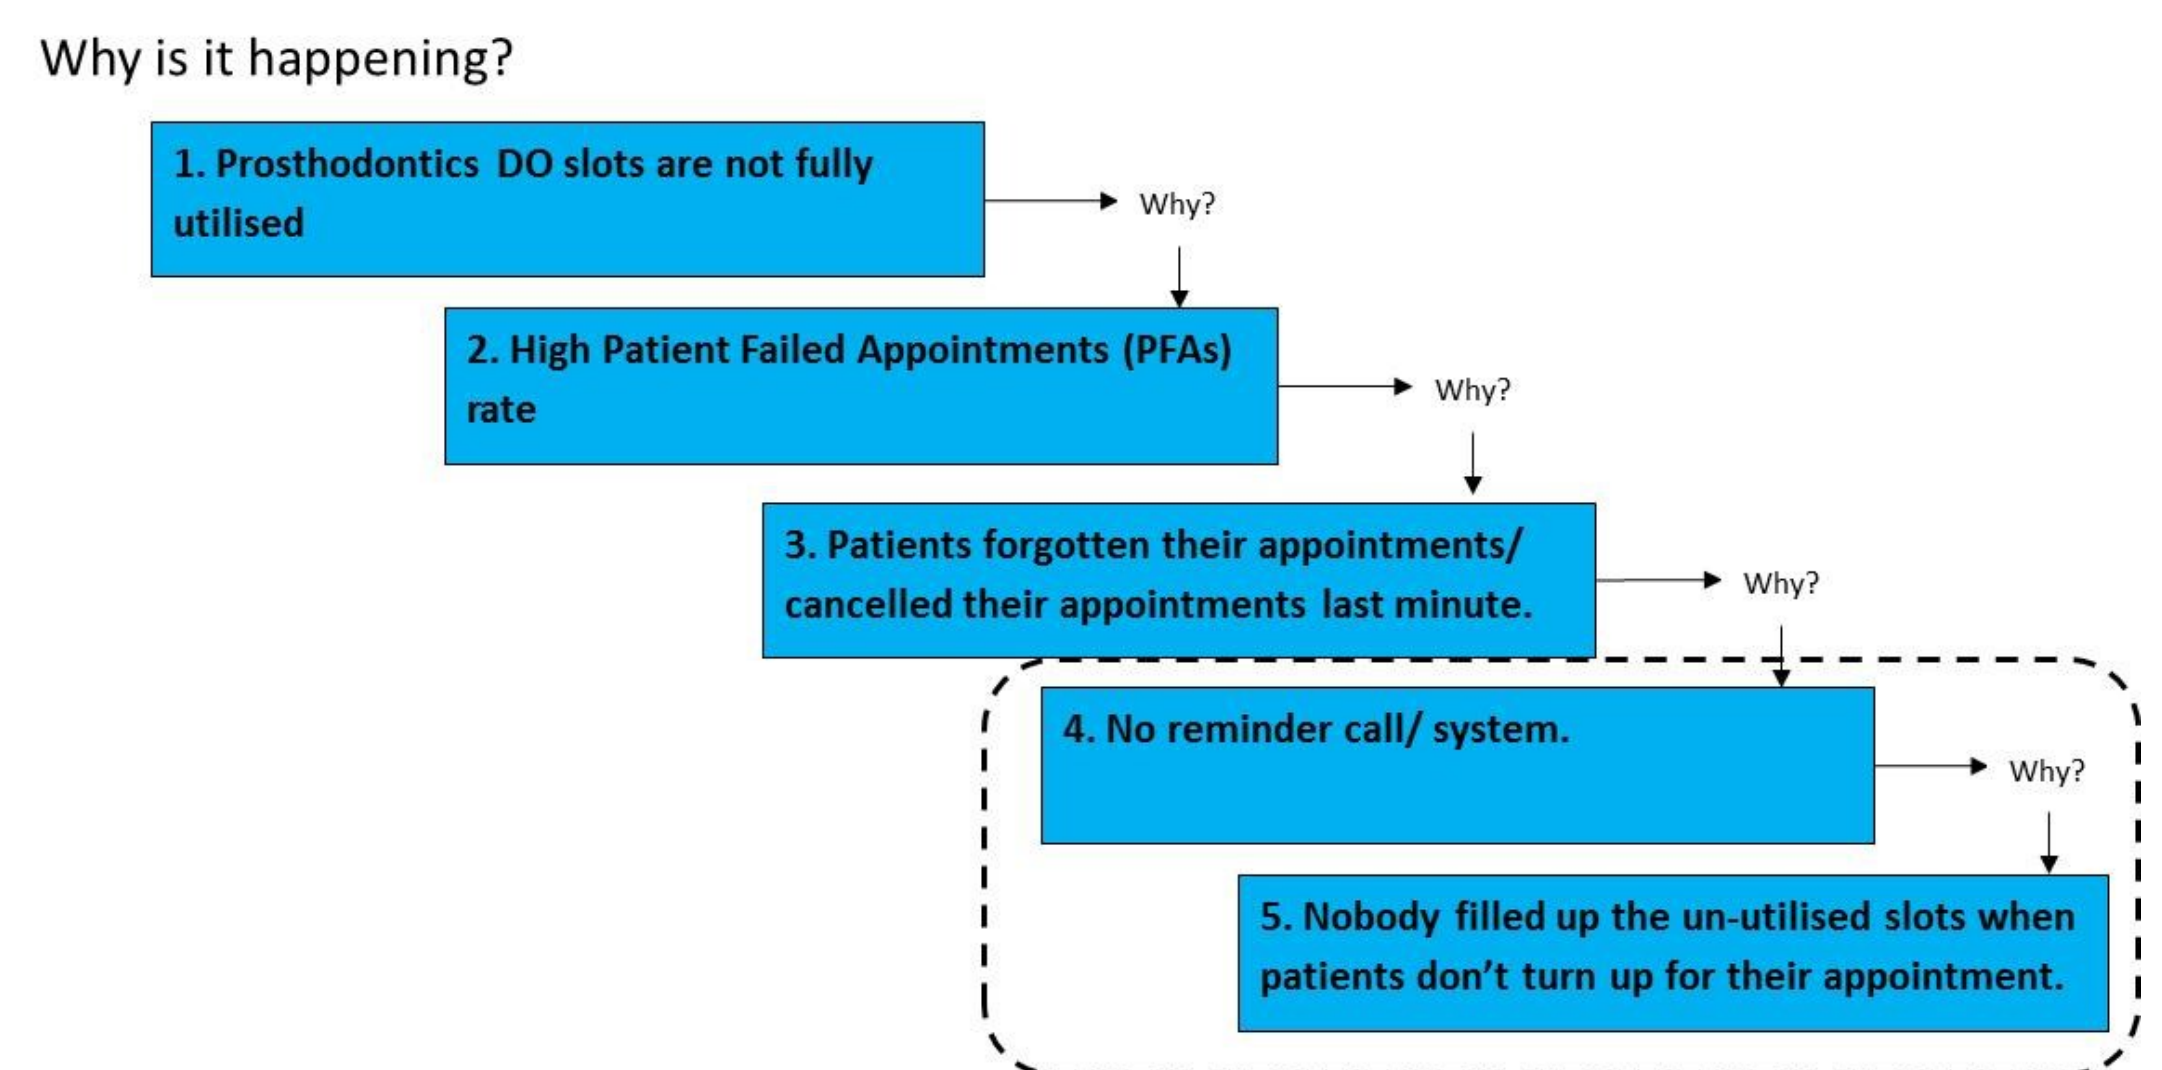 Why is it happening?
1. Prosthodontics DO slots are not fully
utilised
Why?
2. High Patient Failed Appointments (PFAs)
rate
Why?
3. Patients forgotten their appointments/
cancelled their appointments last minute.
Why?
4. No reminder call/ system.
Why?
5. Nobody filled up the un-utilised slots when
patients don’t turn up for their appointment.